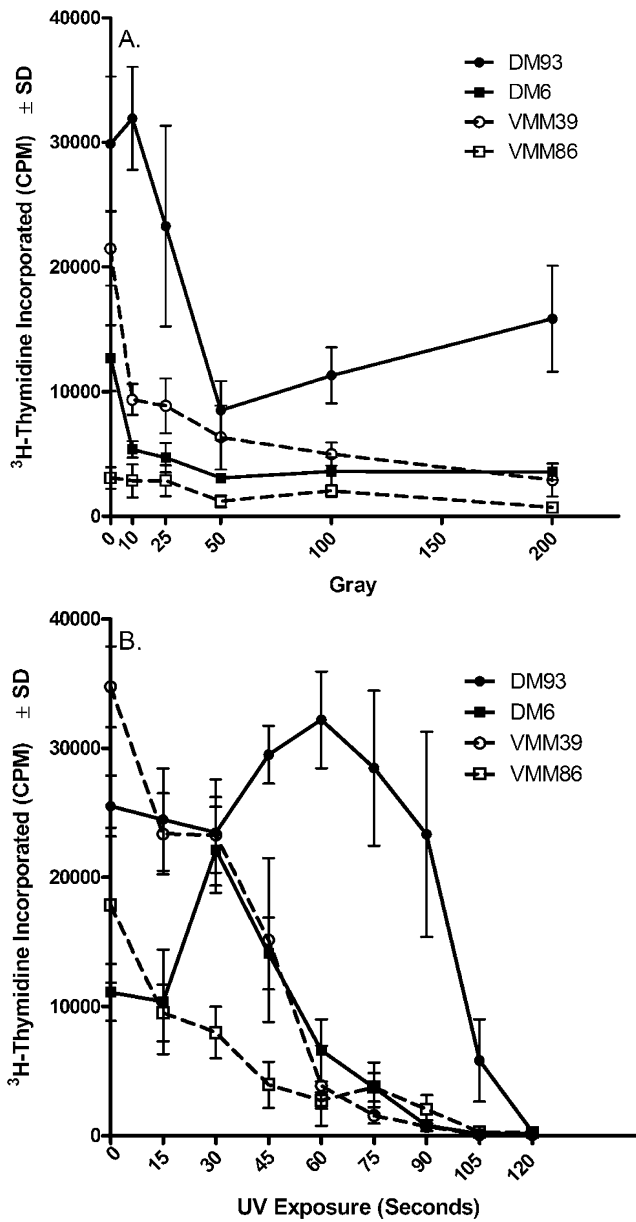 A.
40000
30000
20000
10000
0
³H-Thymidine Incorporated (CPM) ± SD
DM93
DM6
VMM39
VMM86
0 10 25 50 100 150 200
Gray
B.
40000
30000
20000
10000
0
³H-Thymidine Incorporated (CPM) ± SD
DM93
DM6
VMM39
VMM86
0 15 30 45 60 75 90 105 120
UV Exposure (Seconds)